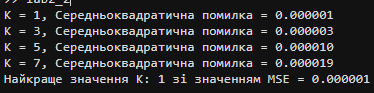 K = 1, Середньоквадратична помилка = 0.000001
K = 3, Середньоквадратична помилка = 0.000003
K = 5, Середньоквадратична помилка = 0.000010
K = 7, Середньоквадратична помилка = 0.000019
Найкраще значення K: 1 зі значенням MSE = 0.000001